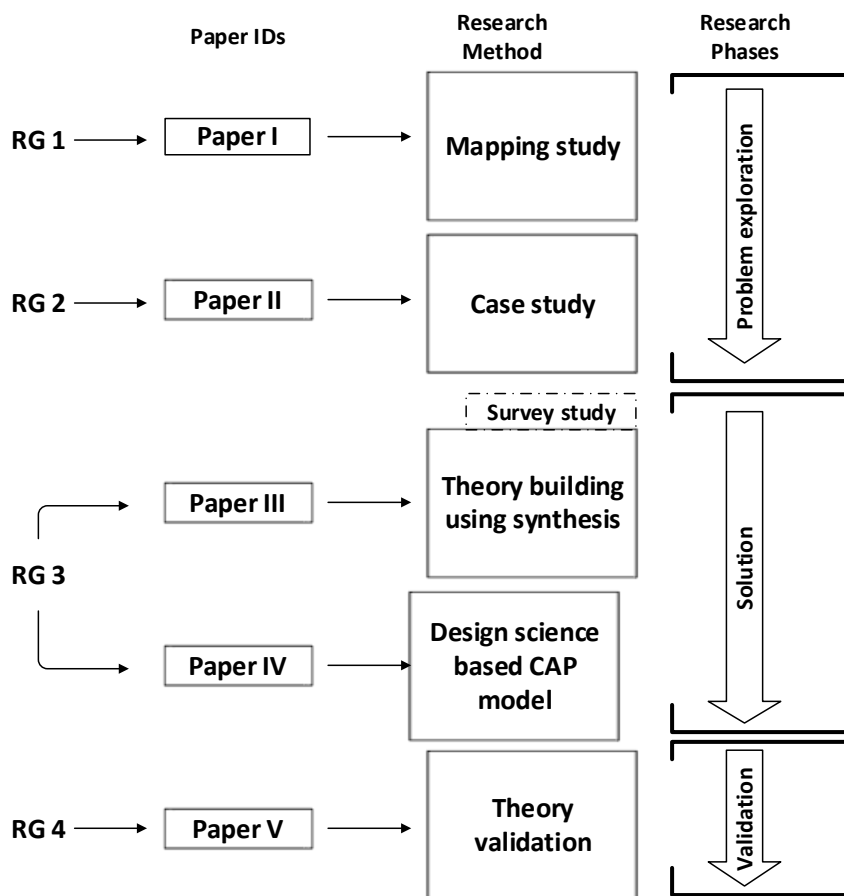 Paper IDs
Research
Method
Research
Phases
RG 1
Paper I
Mapping study
Problem exploration
RG 2
Paper II
Case study
Survey study
RG 3
Paper III
Theory building
using synthesis
Solution
Paper IV
Design science
based CAP
model
RG 4
Paper V
Theory
validation
Validation